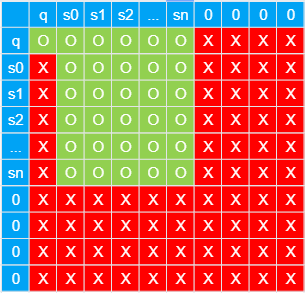 q s0 s1 s2 ... sn 0 0 0 0
q O O O O O O X X X X
s0 X O O O O O X X X X
s1 X O O O O O X X X X
s2 X O O O O O X X X X
... X O O O O O X X X X
sn X O O O O O X X X X
0 X X X X X X X X X X
0 X X X X X X X X X X
0 X X X X X X X X X X
0 X X X X X X X X X X